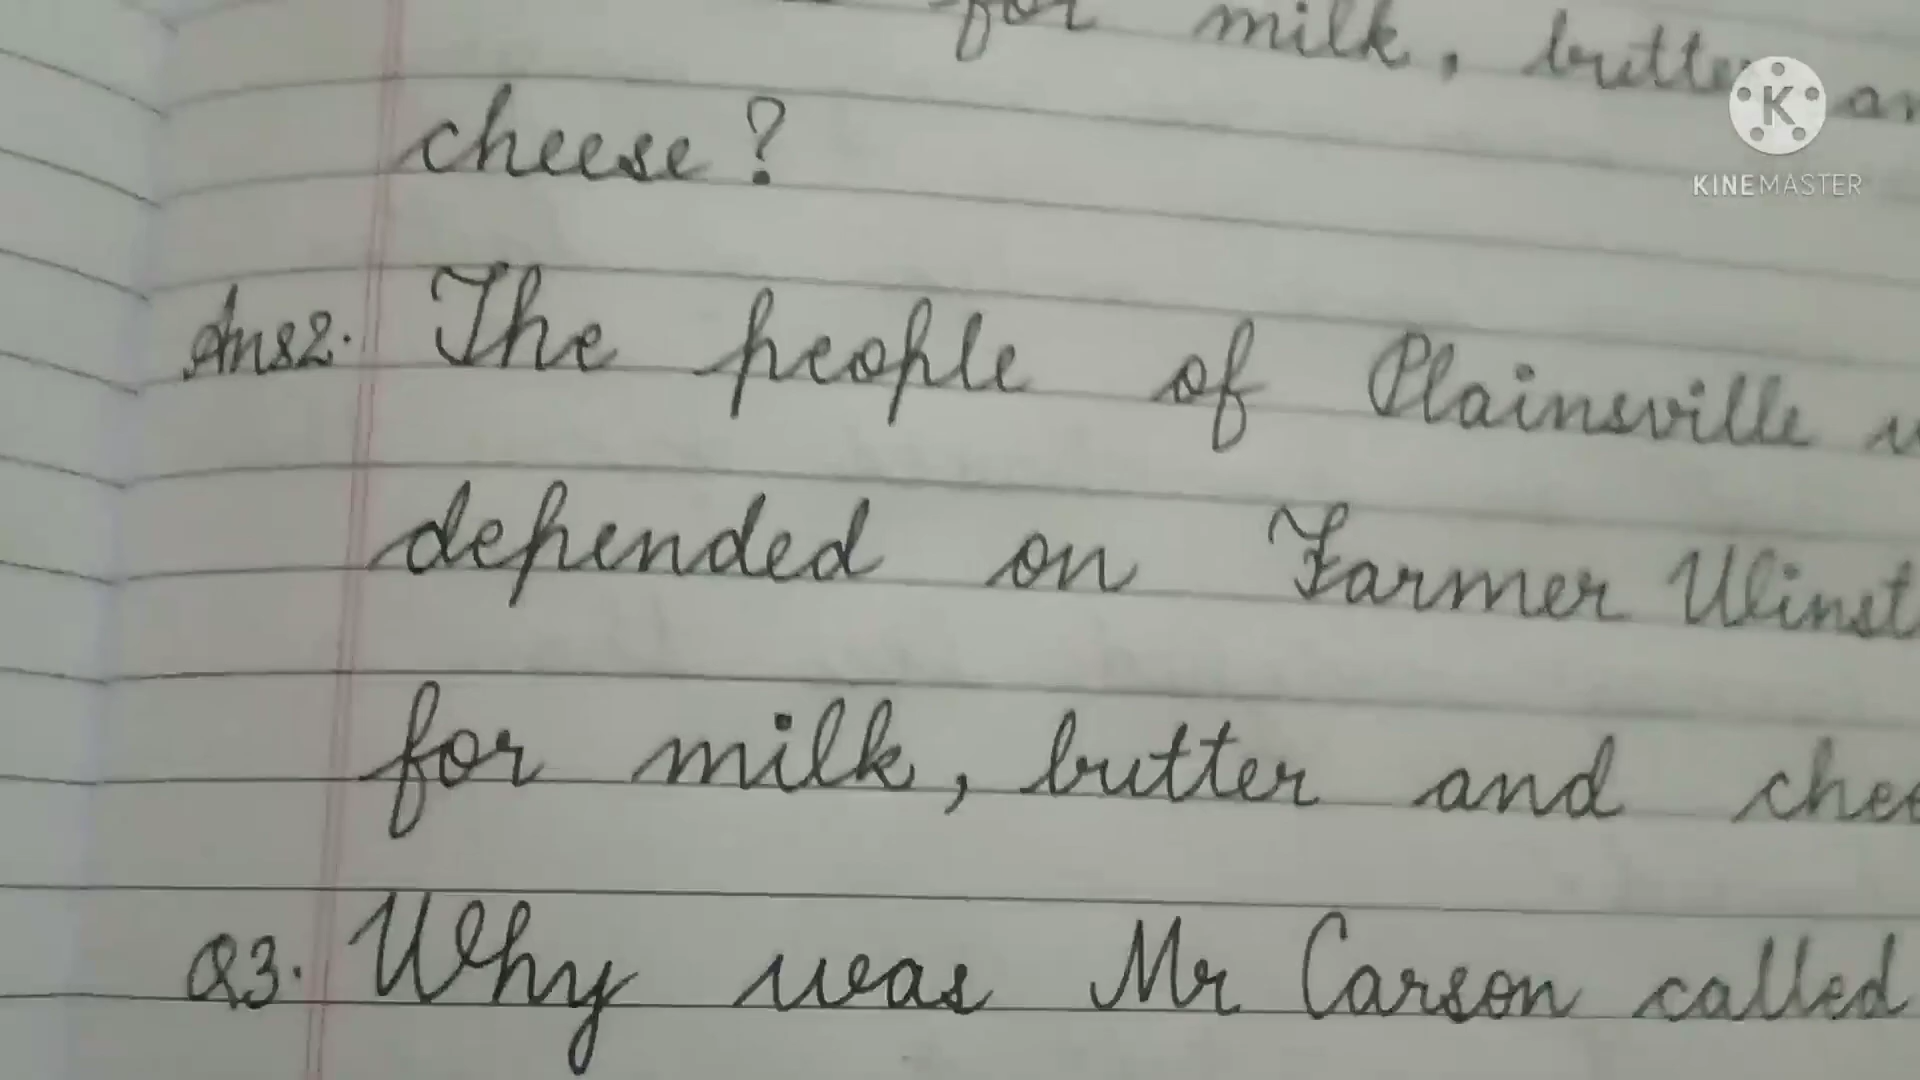 for milk, butter
cheese?
Ans2. The people of Plainsville
depended on Farmer
for milk, butter and
Q3. Why was Mr Carson called
K
KINEMASTER